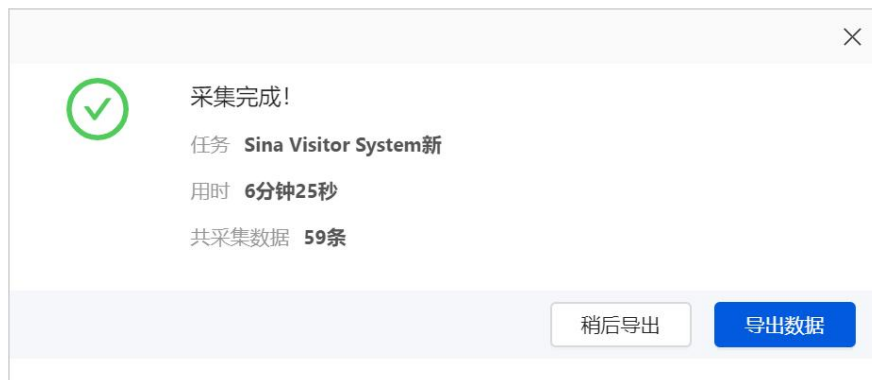 采集完成！
任务 Sina Visitor System新
用时 6分钟25秒
共采集数据 59条
稍后导出 导出数据